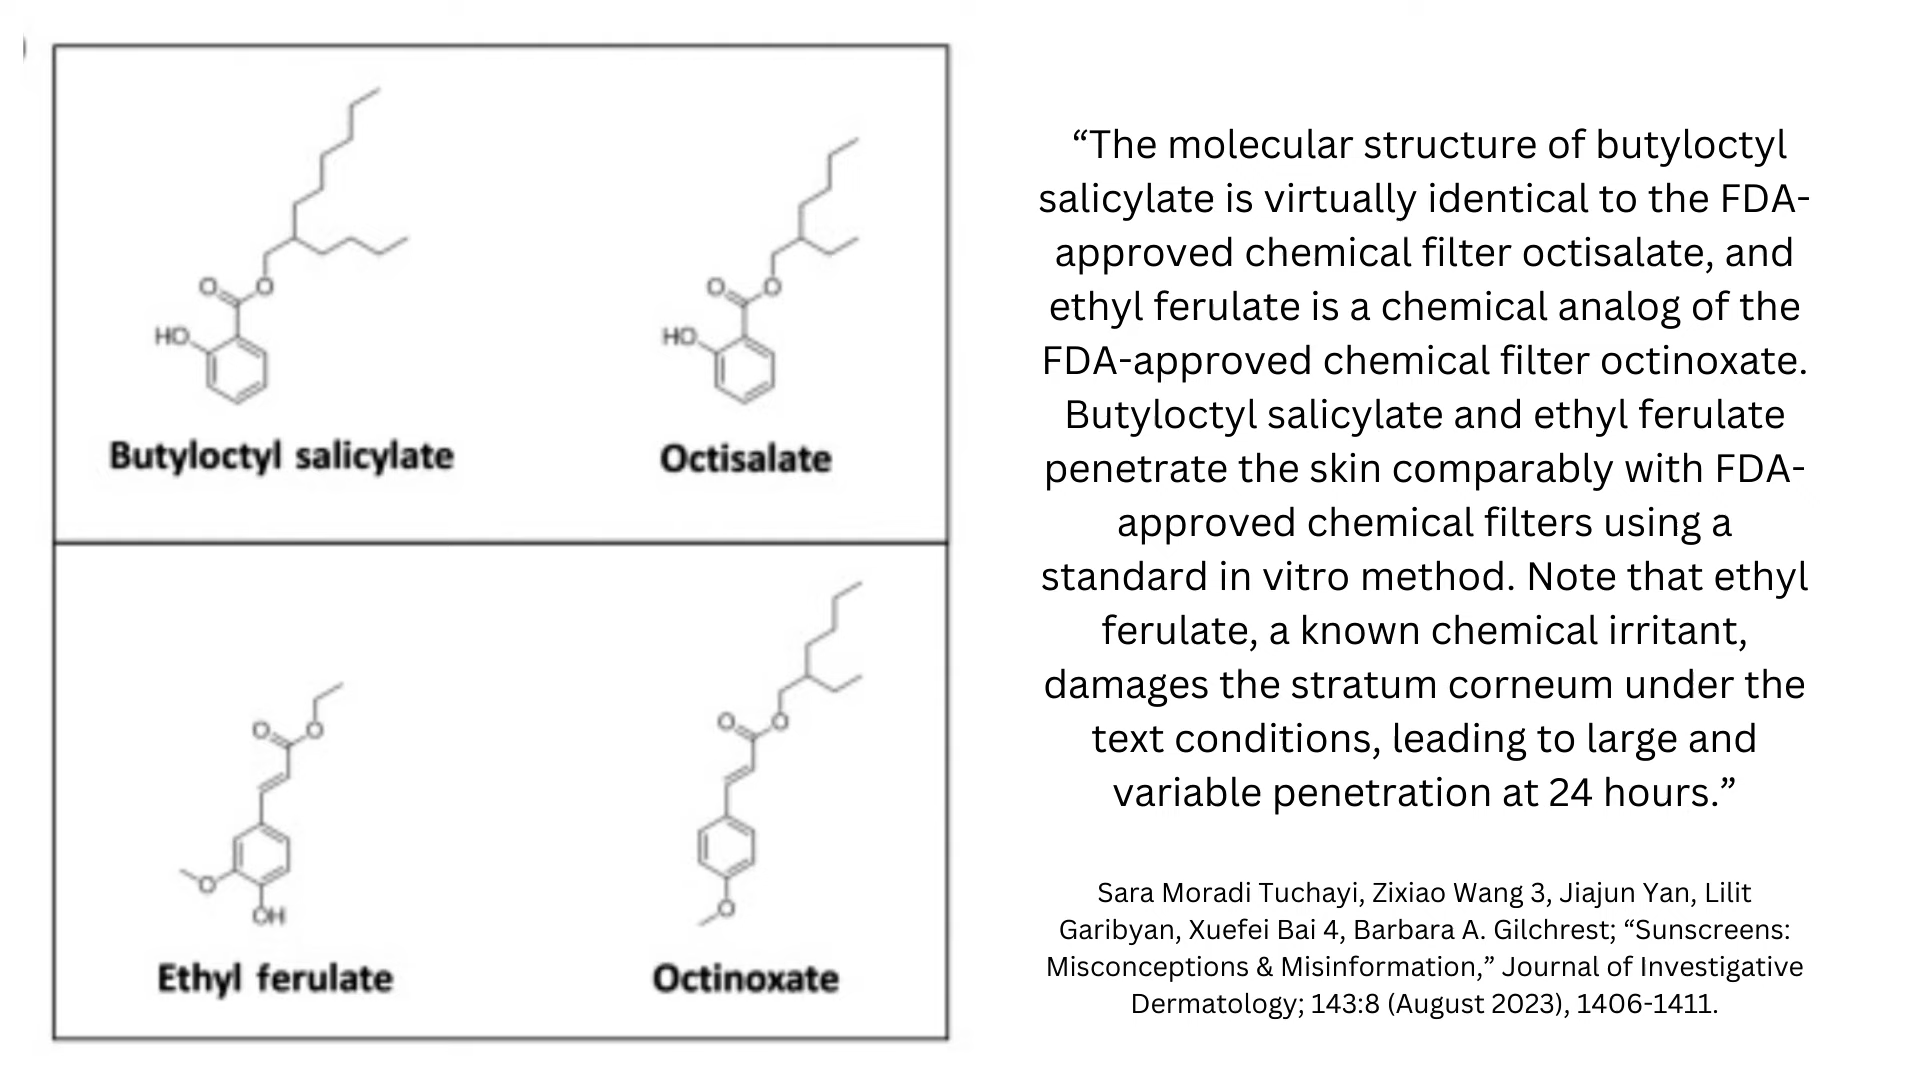 O
O
HO
Butyloctyl salicylate
O
O
HO
Octisalate
O
O
O
OH
Ethyl ferulate
O
O
O
Octinoxate
“The molecular structure of butyloctyl
salicylate is virtually identical to the FDA-
approved chemical filter octisalate, and
ethyl ferulate is a chemical analog of the
FDA-approved chemical filter octinoxate.
Butyloctyl salicylate and ethyl ferulate
penetrate the skin comparably with FDA-
approved chemical filters using a
standard in vitro method. Note that ethyl
ferulate, a known chemical irritant,
damages the stratum corneum under the
text conditions, leading to large and
variable penetration at 24 hours.”
Sara Moradi Tuchayi, Zixiao Wang 3, Jiajun Yan, Lilit
Garibyan, Xuefei Bai 4, Barbara A. Gilchrest; “Sunscreens:
Misconceptions & Misinformation,” Journal of Investigative
Dermatology; 143:8 (August 2023), 1406-1411.